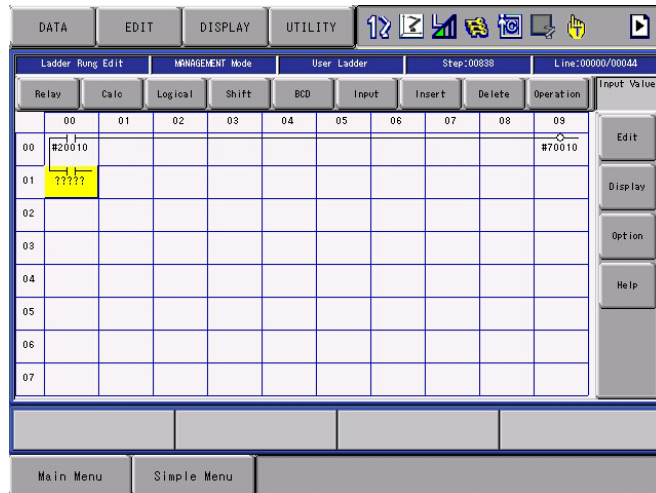 DATA EDIT DISPLAY UTILITY
Ladder Rung Edit MANAGEMENT Mode User Ladder Step:00838 Line:00000/00044
Relay Calc Logical Shift BCD Input Insert Delete Operation Input Value
00 01 02 03 04 05 06 07 08 09
00 #20010 #70010 Edit
01 ????? Display
02
03 Option
04 Help
05
06
07
Main Menu Simple Menu